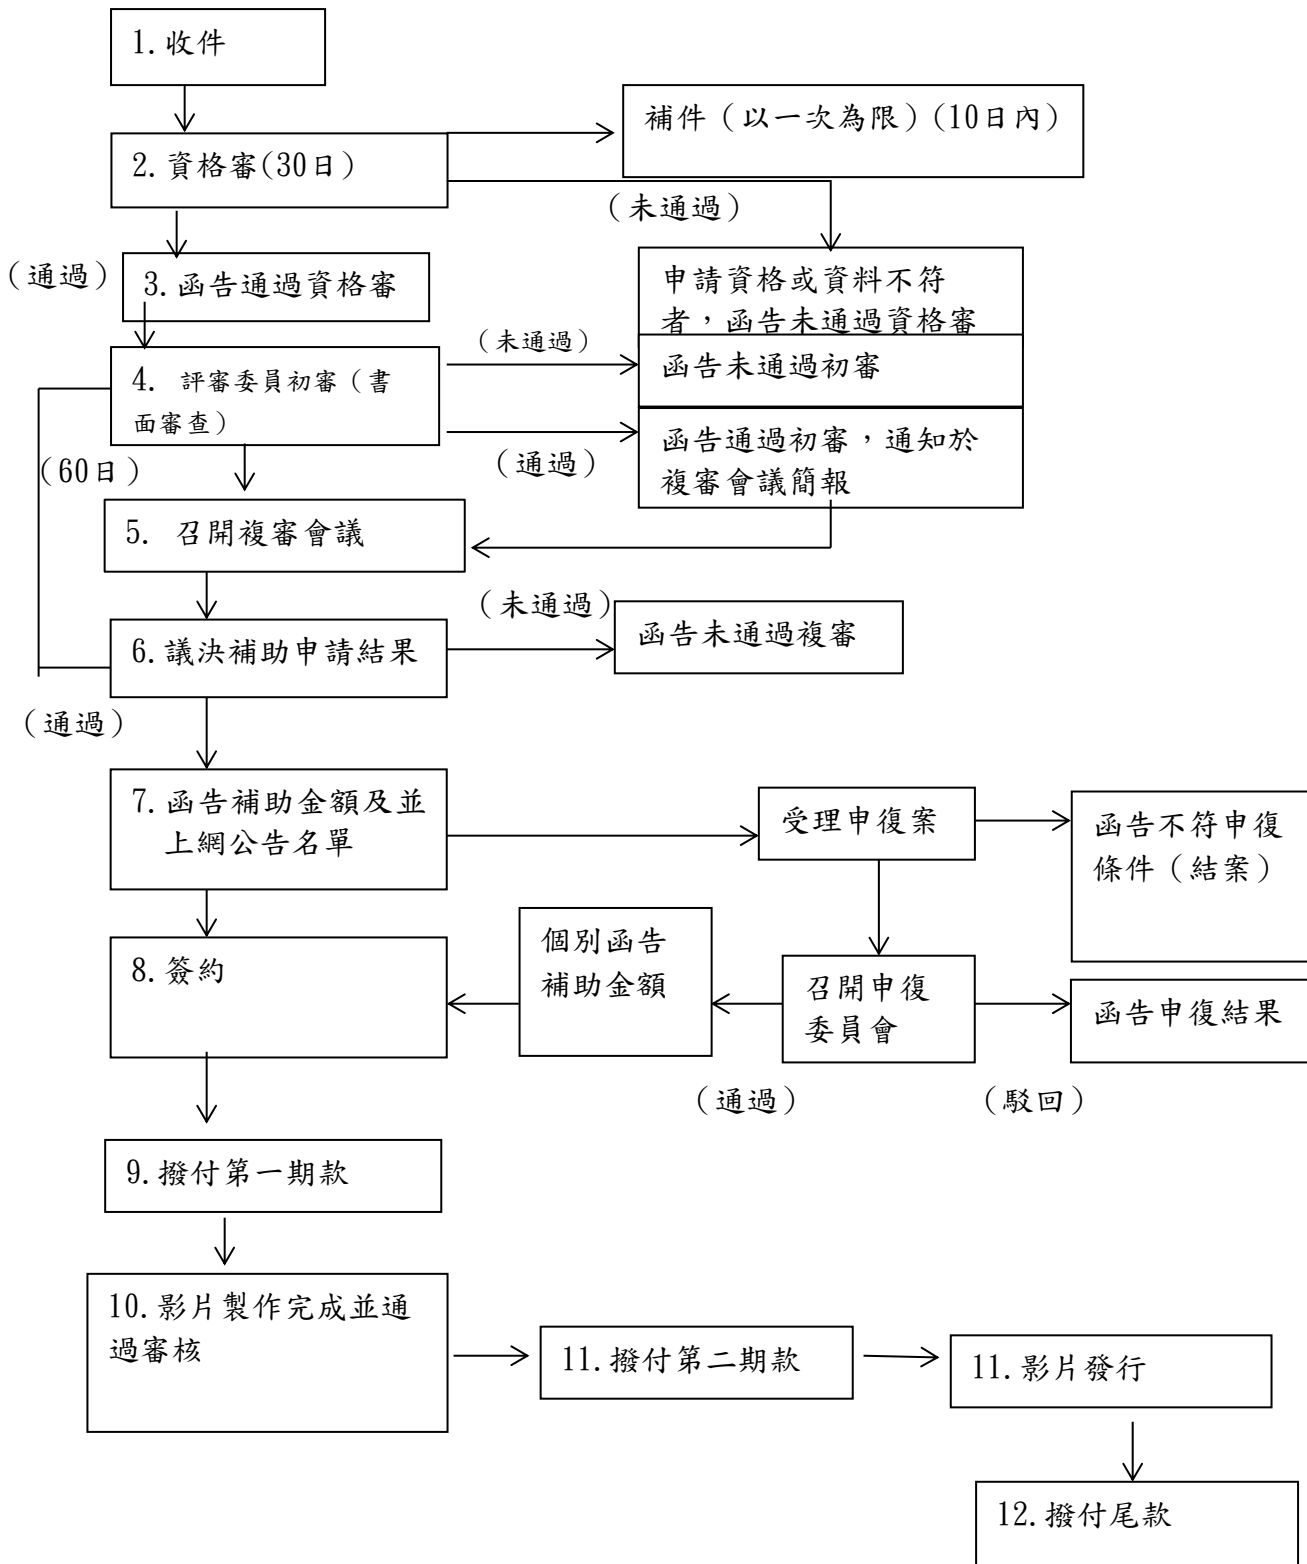 1.收件
補件（以一次為限）(10日內）
2.資格審(30日）
（未通過）
（通過）
3.函告通過資格審
申請資格或資料不符
者，函告未通過資格審
（未通過）
函告未通過初審
4. 評審委員初審（書
面審查）
（60日）
（通過）
函告通過初審，通知於
複審會議簡報
5. 召開複審會議
（未通過）
函告未通過複審
6.議決補助申請結果
（通過）
7.函告補助金額及並
上網公告名單
受理申復案
函告不符申復
條件（結案）
8.簽約
個別函告
補助金額
召開申復
委員會
函告申復結果
（通過）
（駁回）
9.撥付第一期款
10.影片製作完成並通
過審核
11.撥付第二期款
11.影片發行
12.撥付尾款